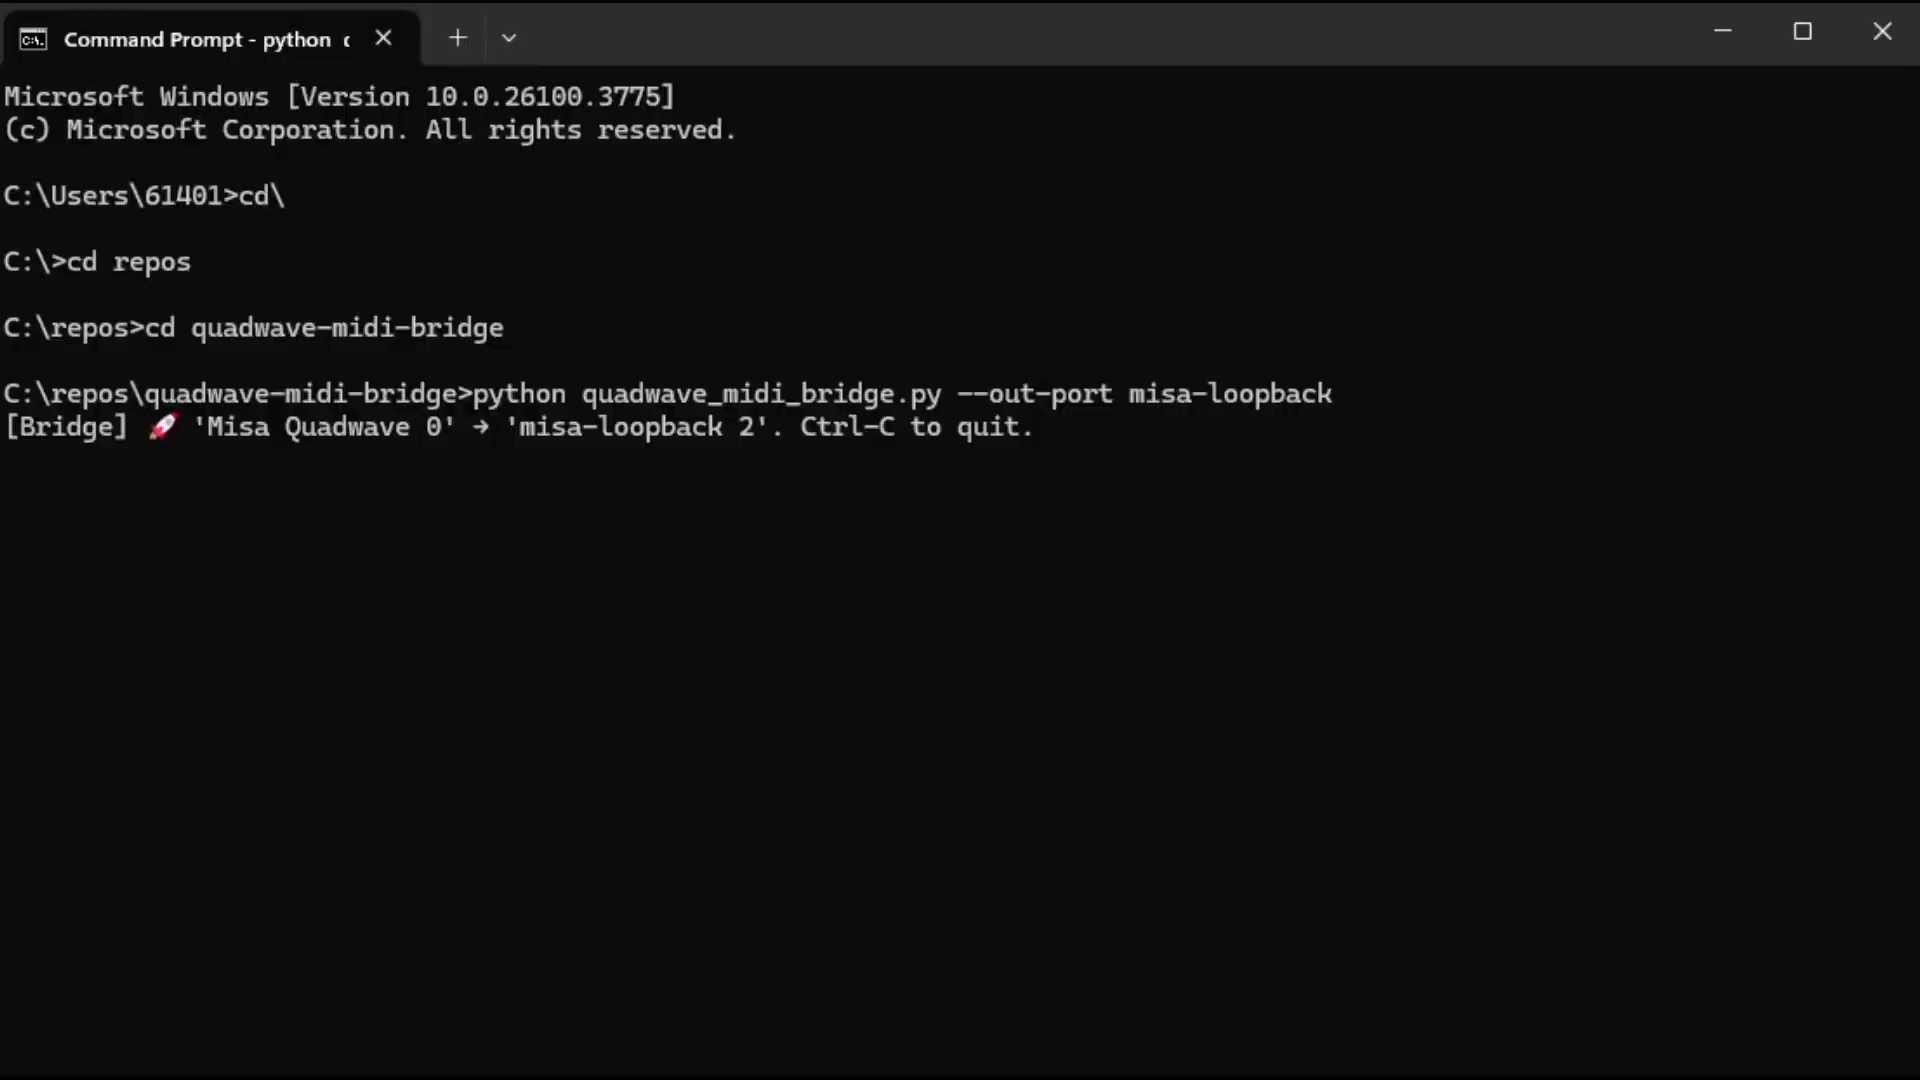 Command Prompt - python
Microsoft Windows [Version 10.0.26100.3775]
(c) Microsoft Corporation. All rights reserved.
C:\Users\61401>cd\
C:\>cd repos
C:\repos>cd quadwave-midi-bridge
C:\repos\quadwave-midi-bridge>python quadwave_midi_bridge.py --out-port misa-loopback
[Bridge] 🚀 'Misa Quadwave 0' → 'misa-loopback 2'. Ctrl-C to quit.